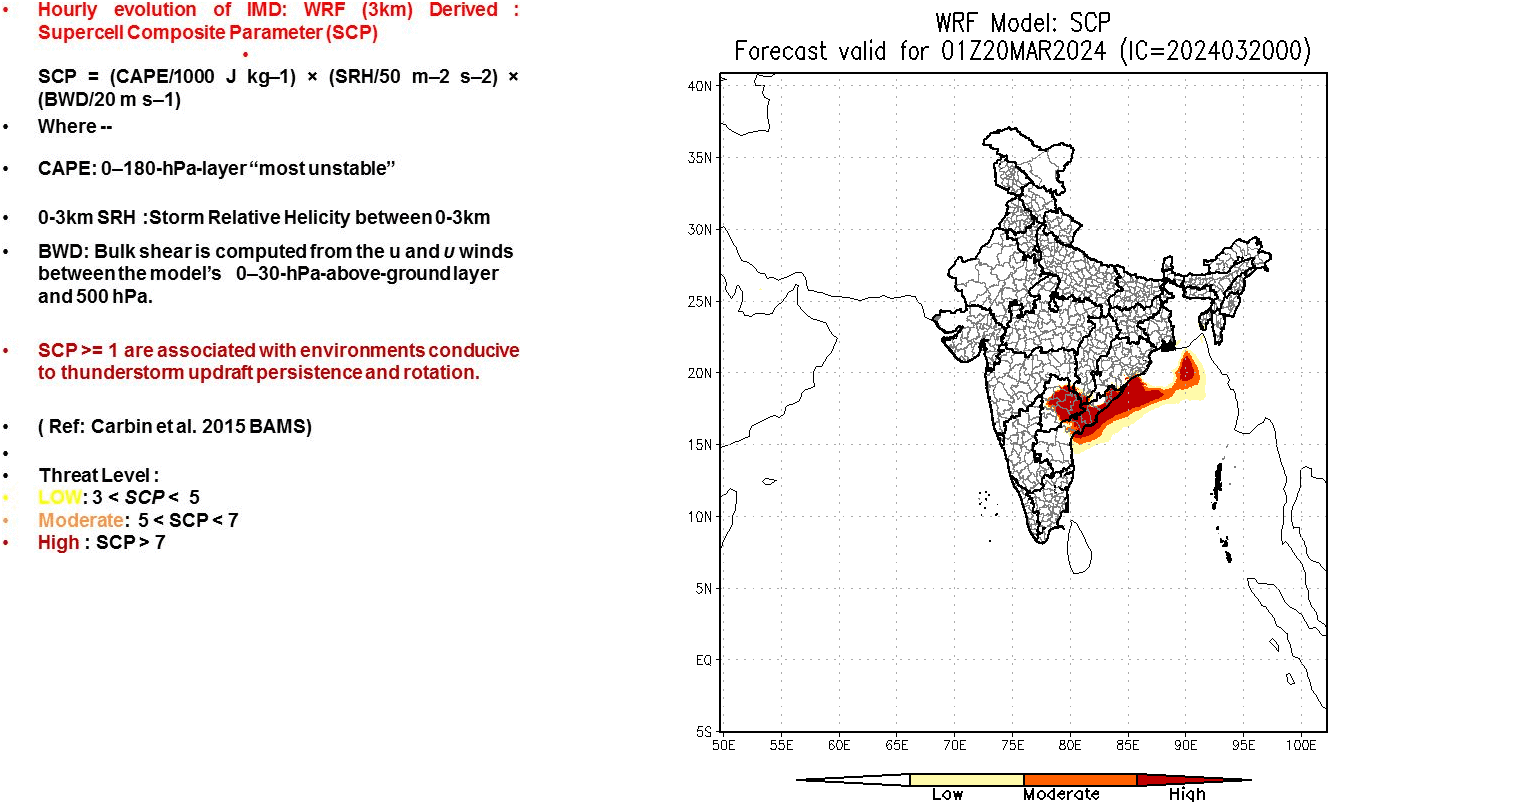 • Hourly evolution of IMD: WRF (3km) Derived :
Supercell Composite Parameter (SCP)
•
SCP = (CAPE/1000 J kg–1) × (SRH/50 m–2 s–2) ×
(BWD/20 m s–1)
• Where --
• CAPE: 0–180-hPa-layer “most unstable”
• 0-3km SRH :Storm Relative Helicity between 0-3km
• BWD: Bulk shear is computed from the u and υ winds
between the model’s 0–30-hPa-above-ground layer
and 500 hPa.
• SCP >= 1 are associated with environments conducive
to thunderstorm updraft persistence and rotation.
• ( Ref: Carbin et al. 2015 BAMS)
•
• Threat Level :
• LOW: 3 < SCP < 5
• Moderate: 5 < SCP < 7
• High : SCP > 7
WRF Model: SCP
Forecast valid for 01Z20MAR2024 (IC=2024032000)
40N
35N
30N
25N
20N
15N
10N
5N
EQ
5S
50E 55E 60E 65E 70E 75E 80E 85E 90E 95E 100E
Low Moderate High